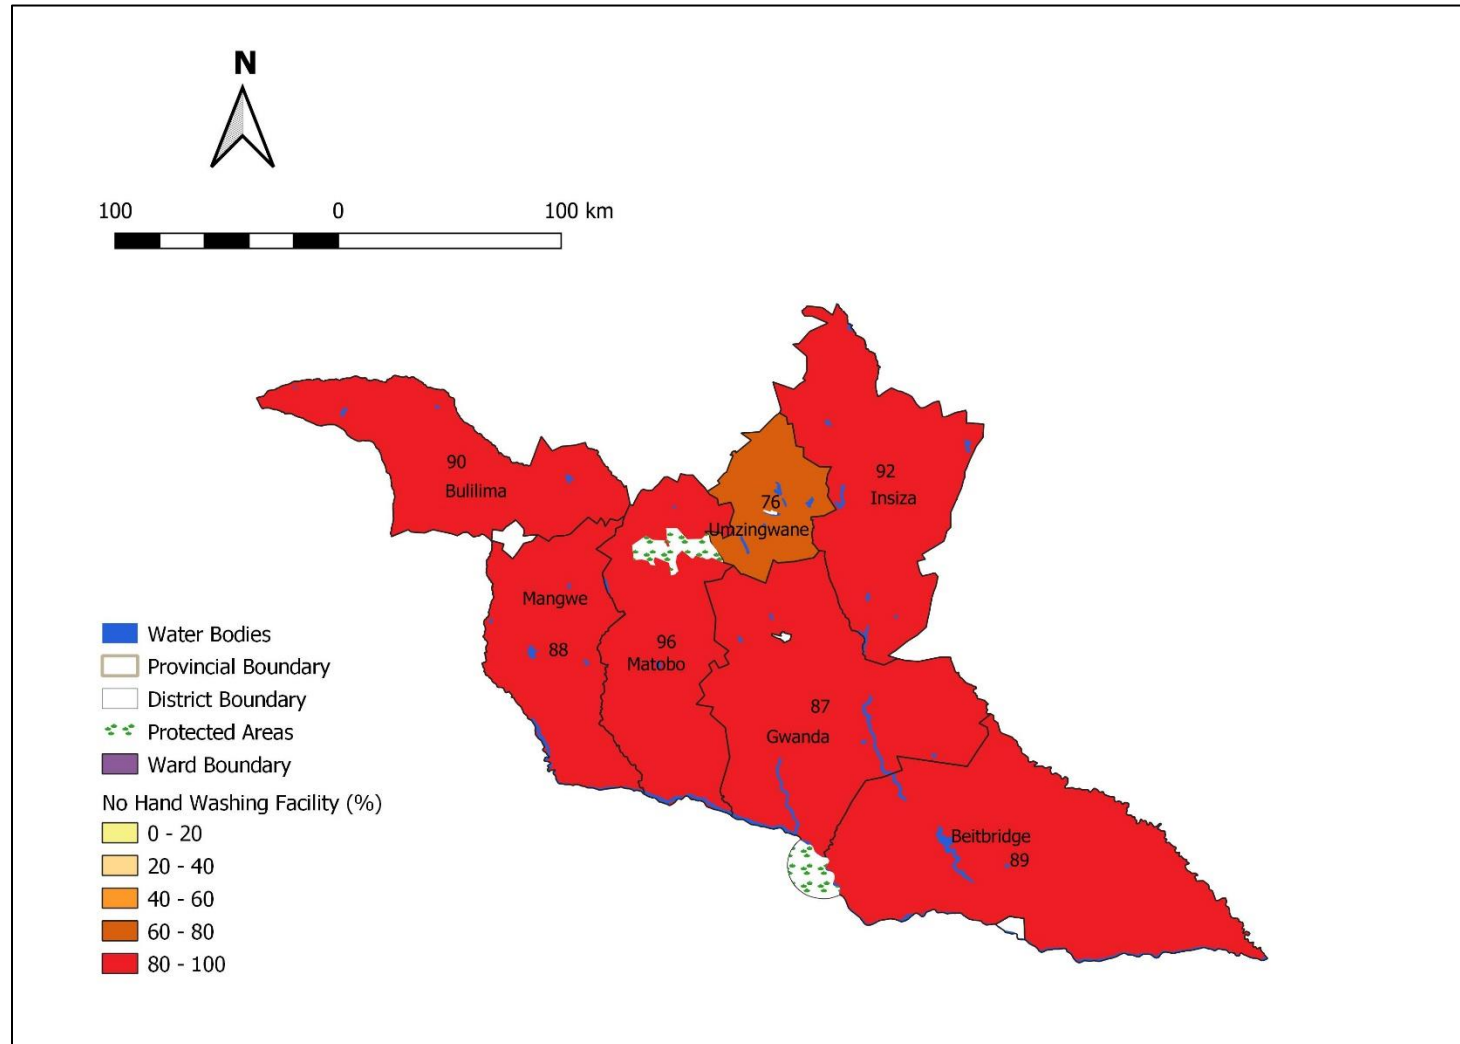 N
100 0 100 km
90
Bulilima
92
Insiza
76
Umzingwane
Mangwe
88
96
Matobo
87
Gwanda
Beitbridge
89
Water Bodies
Provincial Boundary
District Boundary
Protected Areas
Ward Boundary
No Hand Washing Facility (%)
0 - 20
20 - 40
40 - 60
60 - 80
80 - 100